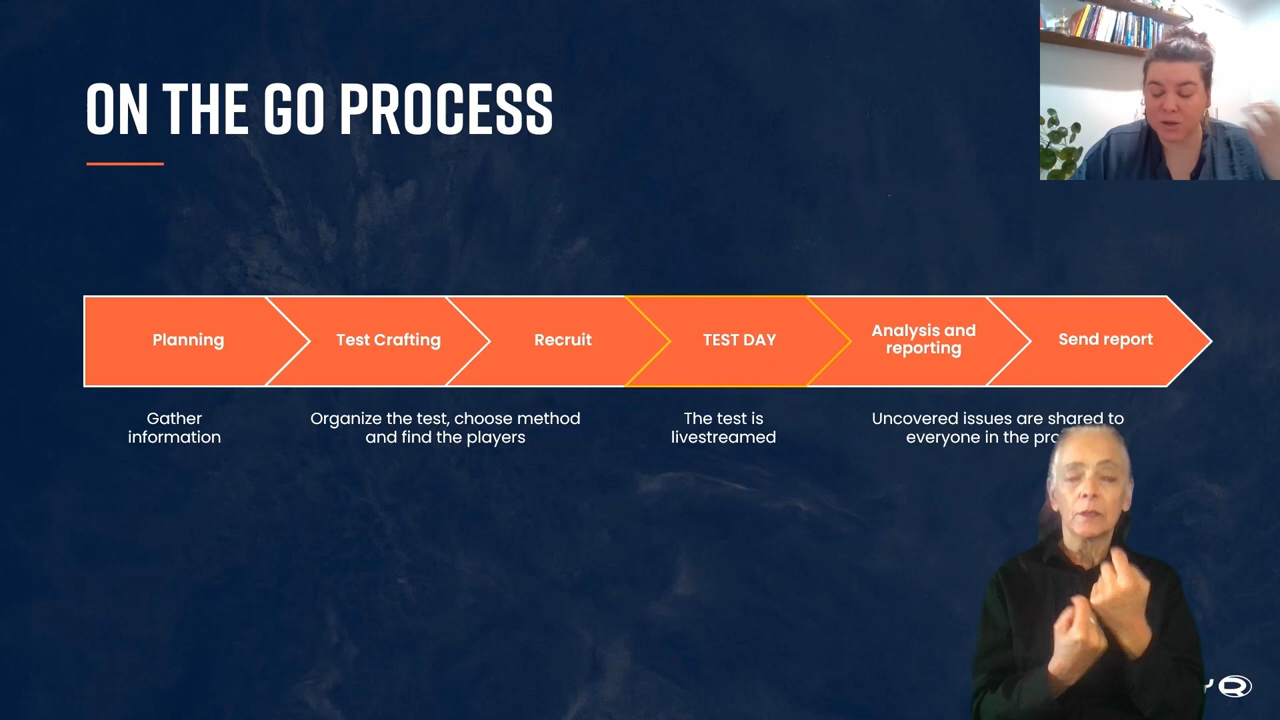 ON THE GO PROCESS
Planning
Test Crafting
Recruit
TEST DAY
Analysis and
reporting
Send report
Gather
information
Organize the test, choose method
and find the players
The test is
livestreamed
Uncovered issues are shared to
everyone in the